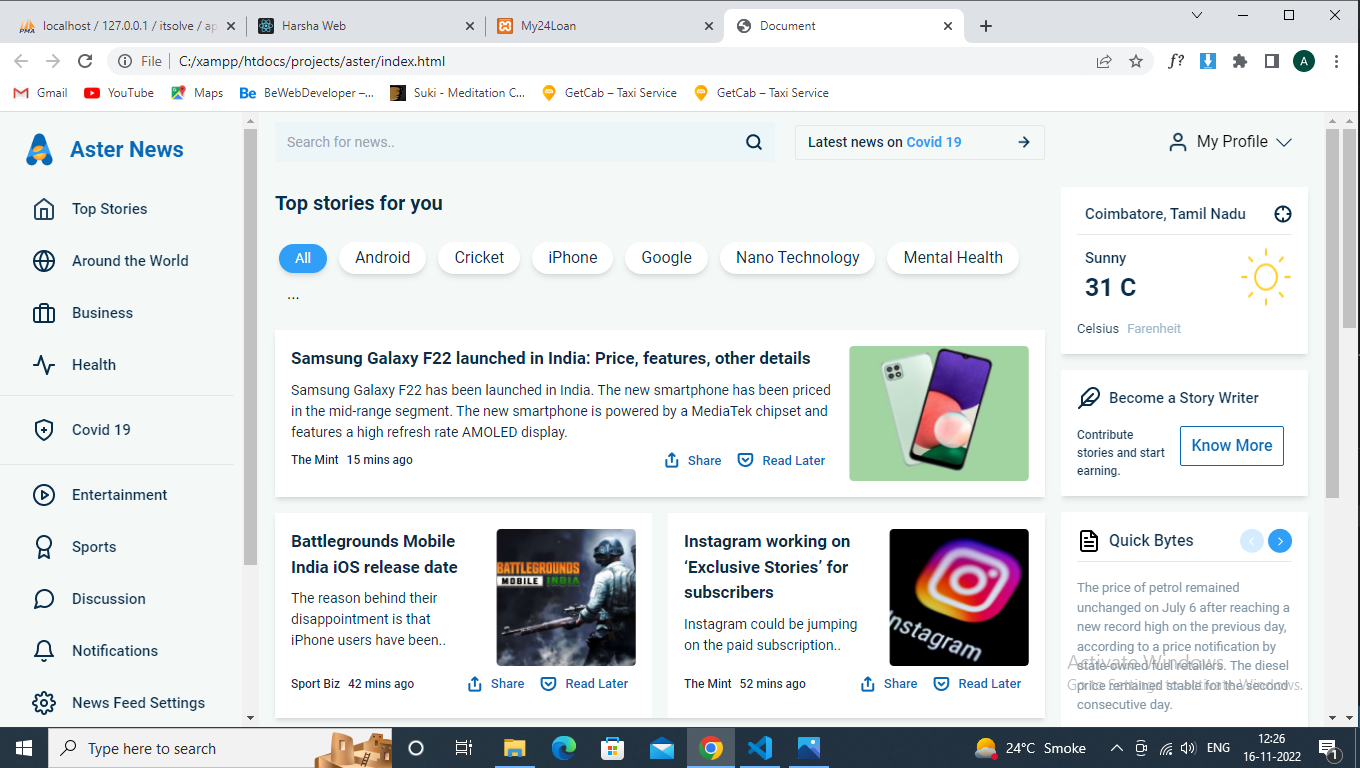 localhost / 127.0.0.1 / itsolve / ap
Harsha Web
My24Loan
Document
File
C:/xampp/htdocs/projects/aster/index.html
f?
A
Gmail
YouTube
Maps
Be BeWebDeveloper –...
Suki - Meditation C...
GetCab – Taxi Service
GetCab – Taxi Service
Aster News
Search for news..
Latest news on Covid 19
My Profile
Top Stories
Around the World
Business
Health
Covid 19
Entertainment
Sports
Discussion
Notifications
News Feed Settings
Top stories for you
All
Android
Cricket
iPhone
Google
Nano Technology
Mental Health
...
Samsung Galaxy F22 launched in India: Price, features, other details
Samsung Galaxy F22 has been launched in India. The new smartphone has been priced
in the mid-range segment. The new smartphone is powered by a MediaTek chipset and
features a high refresh rate AMOLED display.
The Mint 15 mins ago
Share
Read Later
Battlegrounds Mobile
India iOS release date
The reason behind their
disappointment is that
iPhone users have been..
Sport Biz 42 mins ago
Share
Read Later
BATTLEGROUNDS
MOBILE INDIA
Instagram working on
‘Exclusive Stories’ for
subscribers
Instagram could be jumping
on the paid subscription..
The Mint 52 mins ago
Share
Read Later
Instagram
Coimbatore, Tamil Nadu
Sunny
31 C
Celsius Farenheit
Become a Story Writer
Contribute
stories and start
earning.
Know More
Quick Bytes
The price of petrol remained
unchanged on July 6 after reaching a
new record high on the previous day,
according to a price notification by
state-owned fuel retailers. The diesel
price remained stable for the second
consecutive day.
Activate Windows
Go to Settings to activate Windows.
Type here to search
24°C Smoke
ENG
12:26
16-11-2022
1